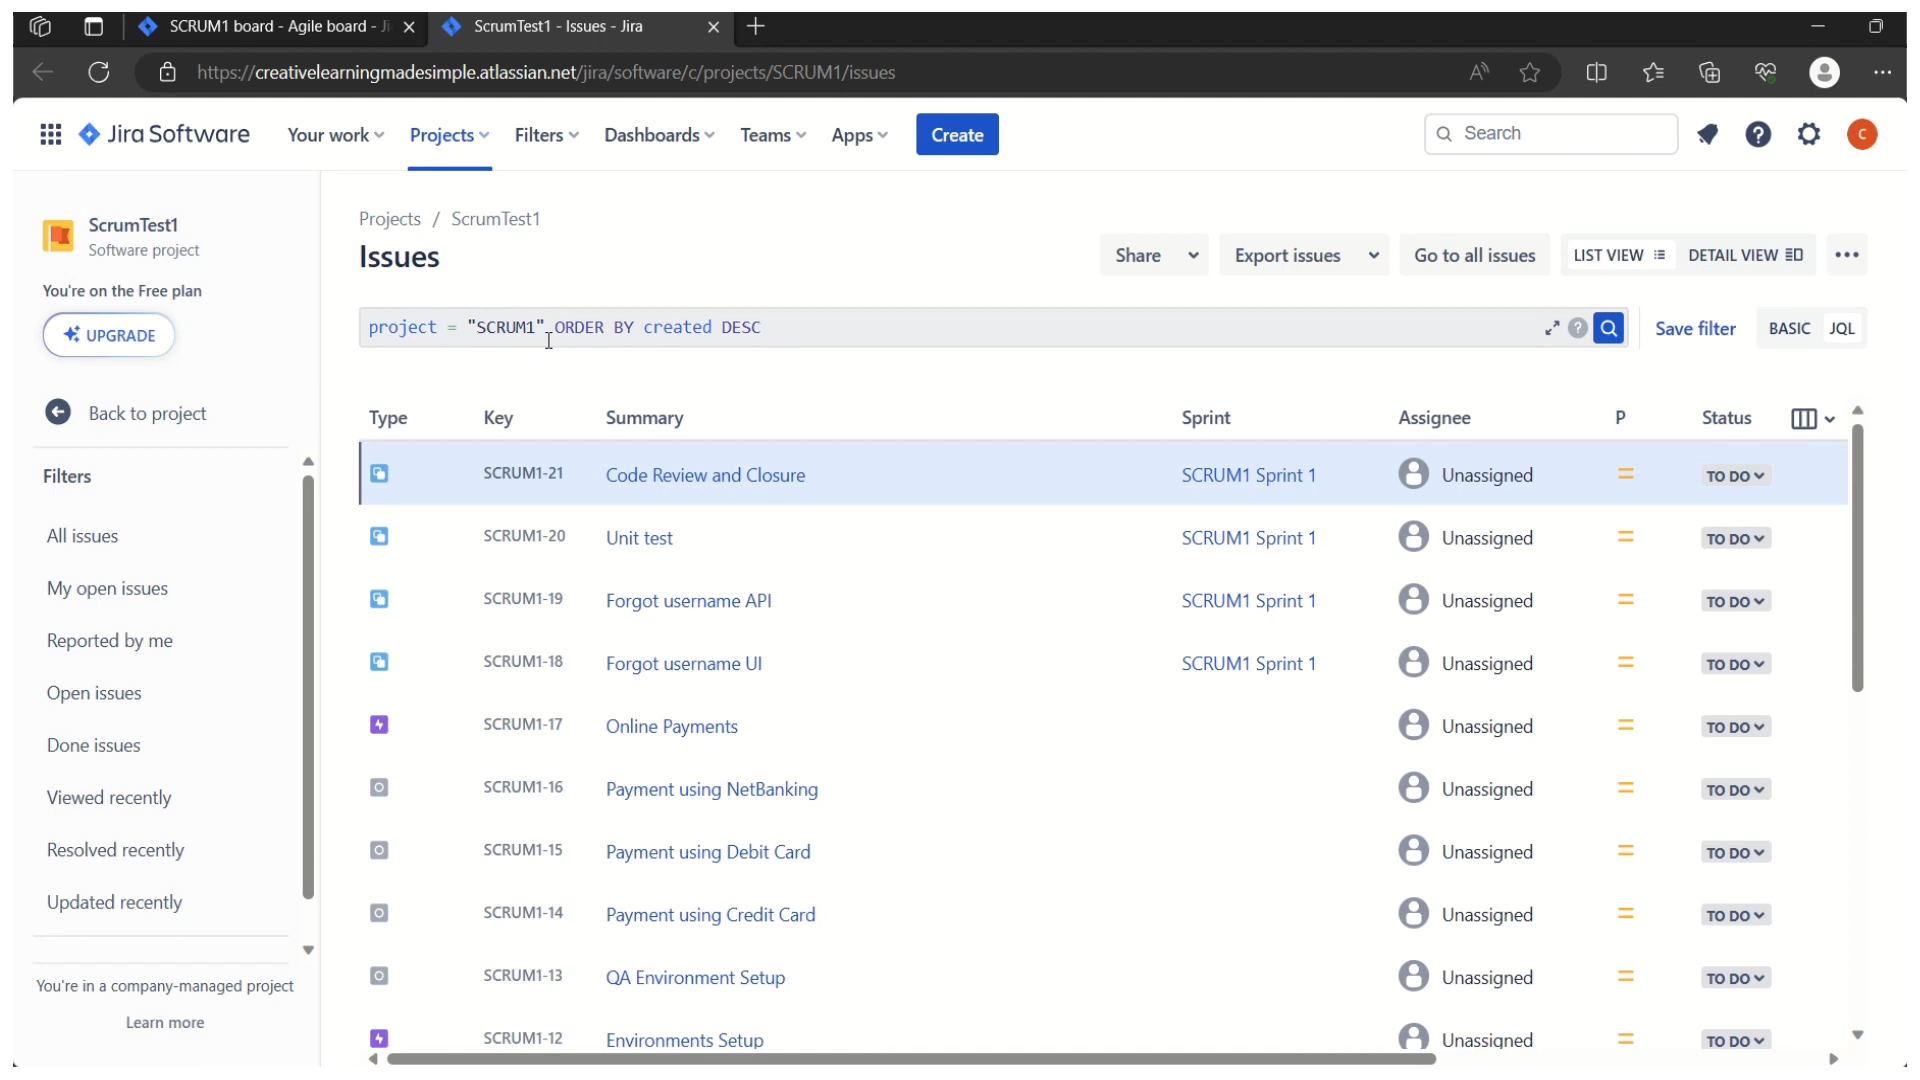 SCRUM1 board - Agile board - Ji
ScrumTest1 - Issues - Jira
https://creativelearningmadesimple.atlassian.net/jira/software/c/projects/SCRUM1/issues
Jira Software
Your work
Projects
Filters
Dashboards
Teams
Apps
Create
Search
C
ScrumTest1
Software project
You're on the Free plan
UPGRADE
Back to project
Filters
All issues
My open issues
Reported by me
Open issues
Done issues
Viewed recently
Resolved recently
Updated recently
You're in a company-managed project
Learn more
Projects / ScrumTest1
Issues
Share
Export issues
Go to all issues
LIST VIEW
DETAIL VIEW
project = "SCRUM1" ORDER BY created DESC
Save filter
BASIC
JQL
Type Key Summary Sprint Assignee P Status
SCRUM1-21 Code Review and Closure SCRUM1 Sprint 1 Unassigned TO DO
SCRUM1-20 Unit test SCRUM1 Sprint 1 Unassigned TO DO
SCRUM1-19 Forgot username API SCRUM1 Sprint 1 Unassigned TO DO
SCRUM1-18 Forgot username UI SCRUM1 Sprint 1 Unassigned TO DO
SCRUM1-17 Online Payments Unassigned TO DO
SCRUM1-16 Payment using NetBanking Unassigned TO DO
SCRUM1-15 Payment using Debit Card Unassigned TO DO
SCRUM1-14 Payment using Credit Card Unassigned TO DO
SCRUM1-13 QA Environment Setup Unassigned TO DO
SCRUM1-12 Environments Setup Unassigned TO DO